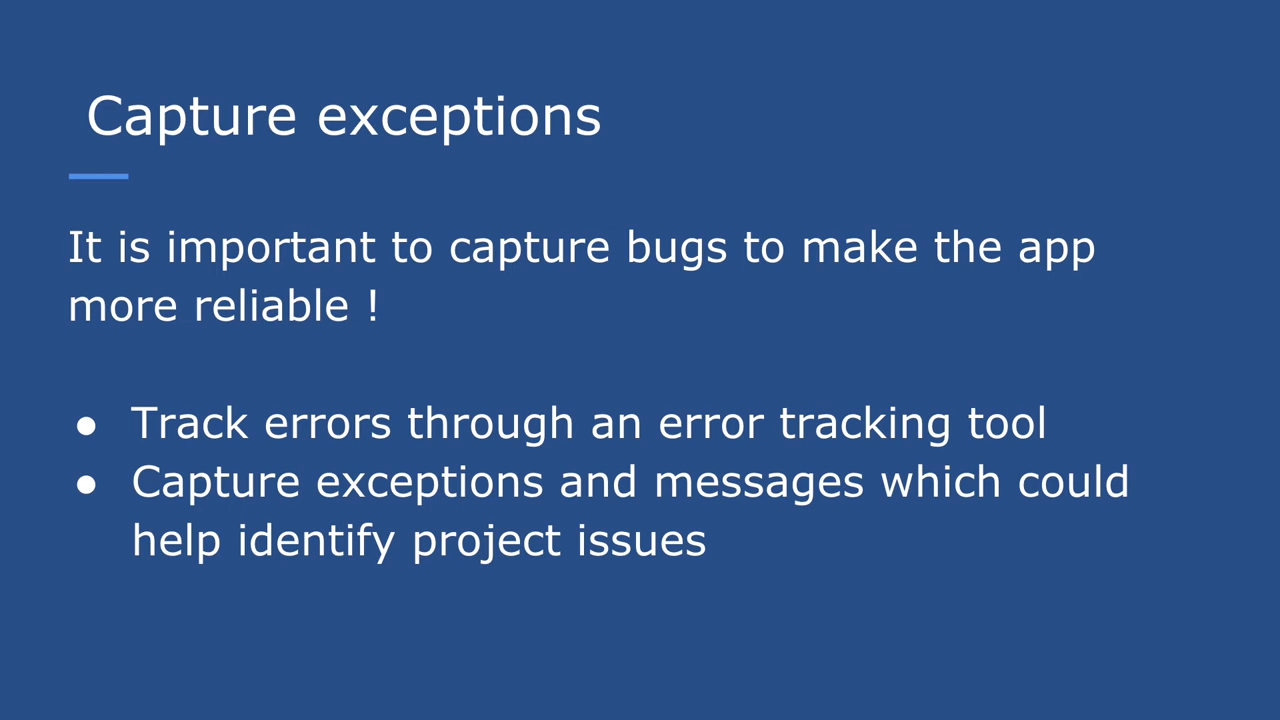 Capture exceptions
It is important to capture bugs to make the app
more reliable !
● Track errors through an error tracking tool
● Capture exceptions and messages which could
help identify project issues